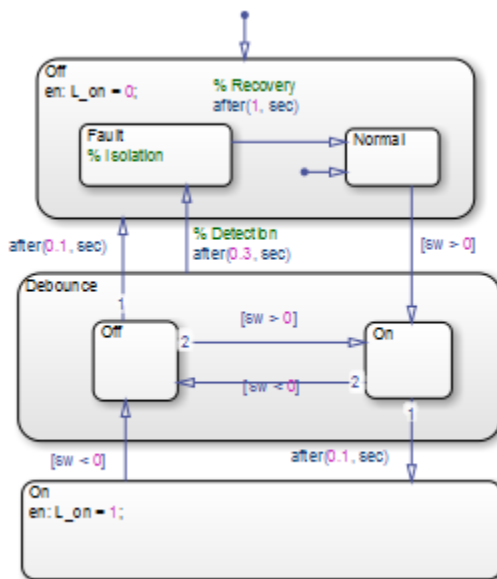 Off
en: L_on = 0;
% Recovery
after(1, sec)
Fault
% Isolation
Normal
after(0.1, sec)
% Detection
after(0.3, sec)
[sw > 0]
Debounce
1
Off
2
[sw > 0]
On
[sw < 0]
2
1
[sw < 0]
after(0.1, sec)
On
en: L_on = 1;